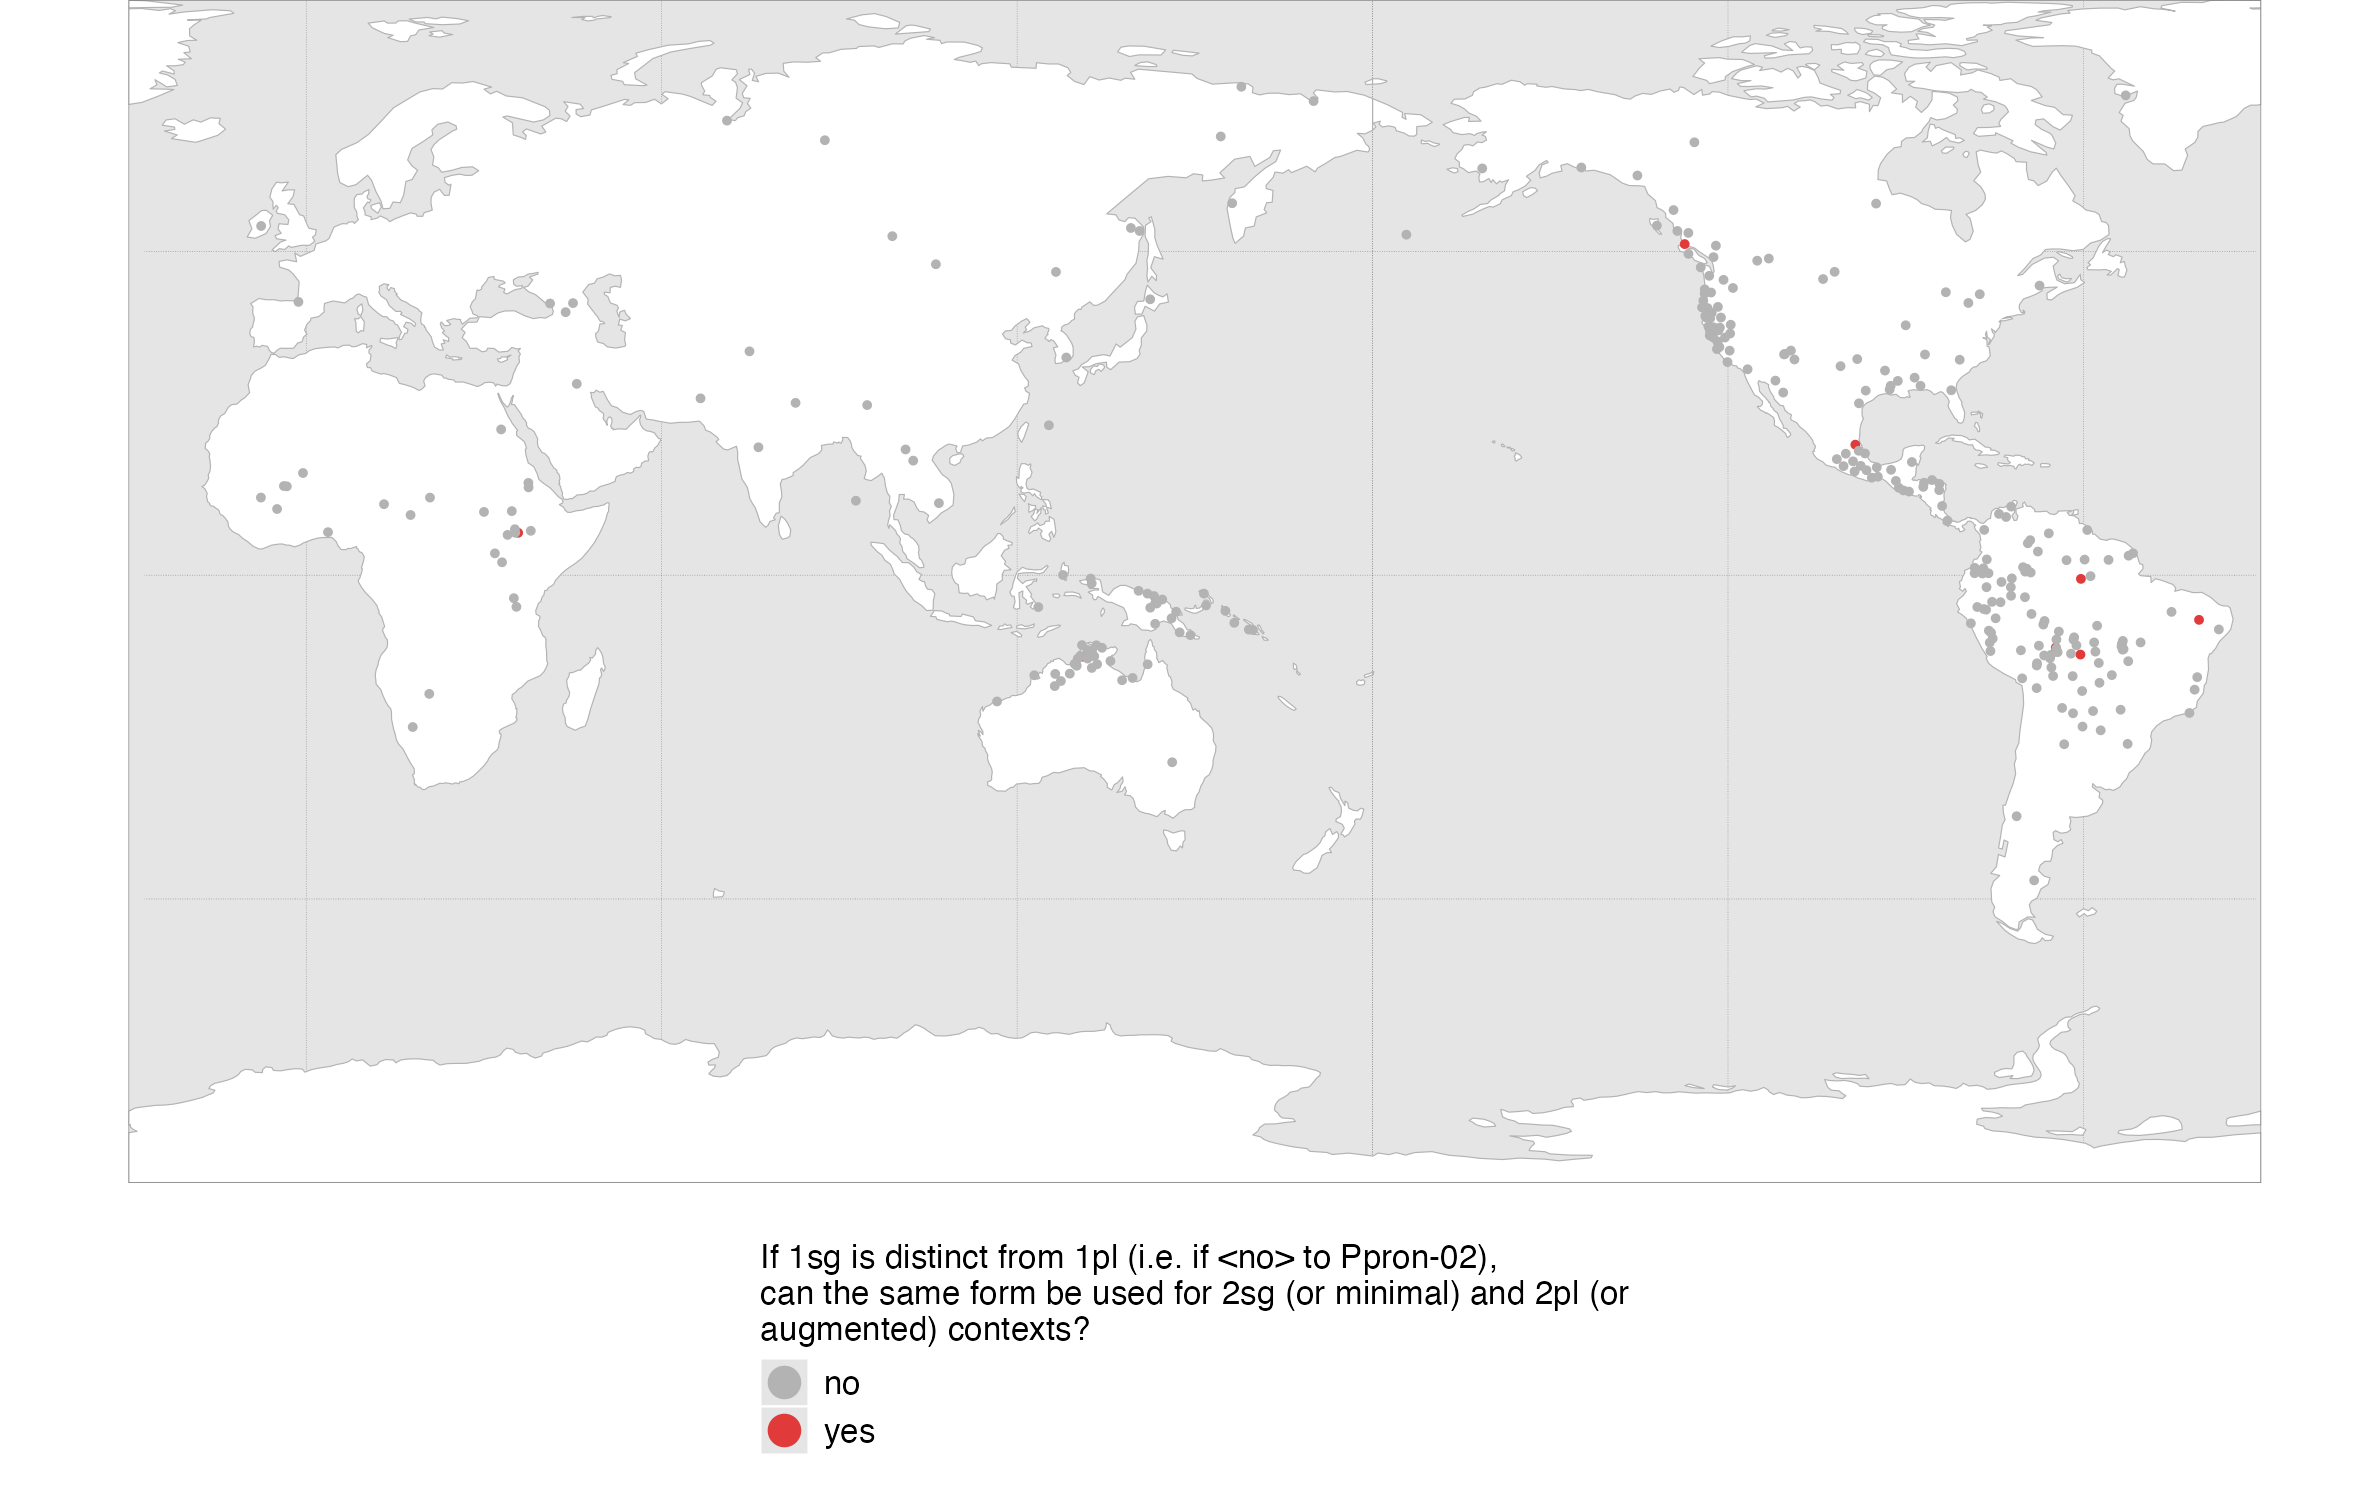 If 1sg is distinct from 1pl (i.e. if <no> to Ppron-02),
can the same form be used for 2sg (or minimal) and 2pl (or
augmented) contexts?
no
yes